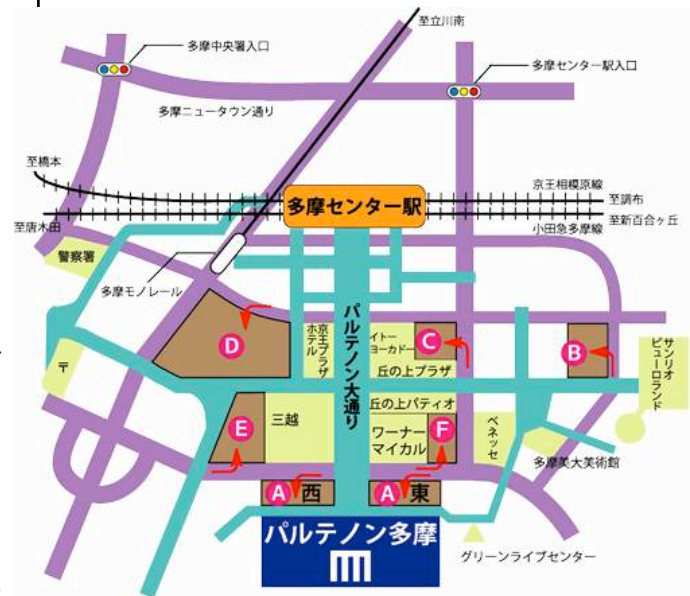 至立川南
多摩中央署入口
多摩センター駅入口
多摩ニュータウン通り
至橋本
京王相模原線
至調布
多摩センター駅
至唐木田
至新百合ヶ丘
小田急多摩線
警察署
多摩モノレール
パルテノン大通り
D
京王プラザ
ホテル
イトー
ヨーカドー
C
B
サンリオ
ピューロランド
丘の上プラザ
〒
丘の上パティオ
E
三越
ワーナー
マイカル
F
ベネッセ
多摩美大美術館
A 西
A 東
パルテノン多摩
グリーンライブセンター